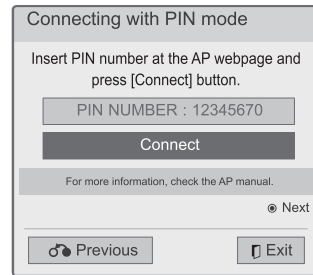 Connecting with PIN mode
Insert PIN number at the AP webpage and
press [Connect] button.
PIN NUMBER : 12345670
Connect
For more information, check the AP manual.
Next
Previous
Exit